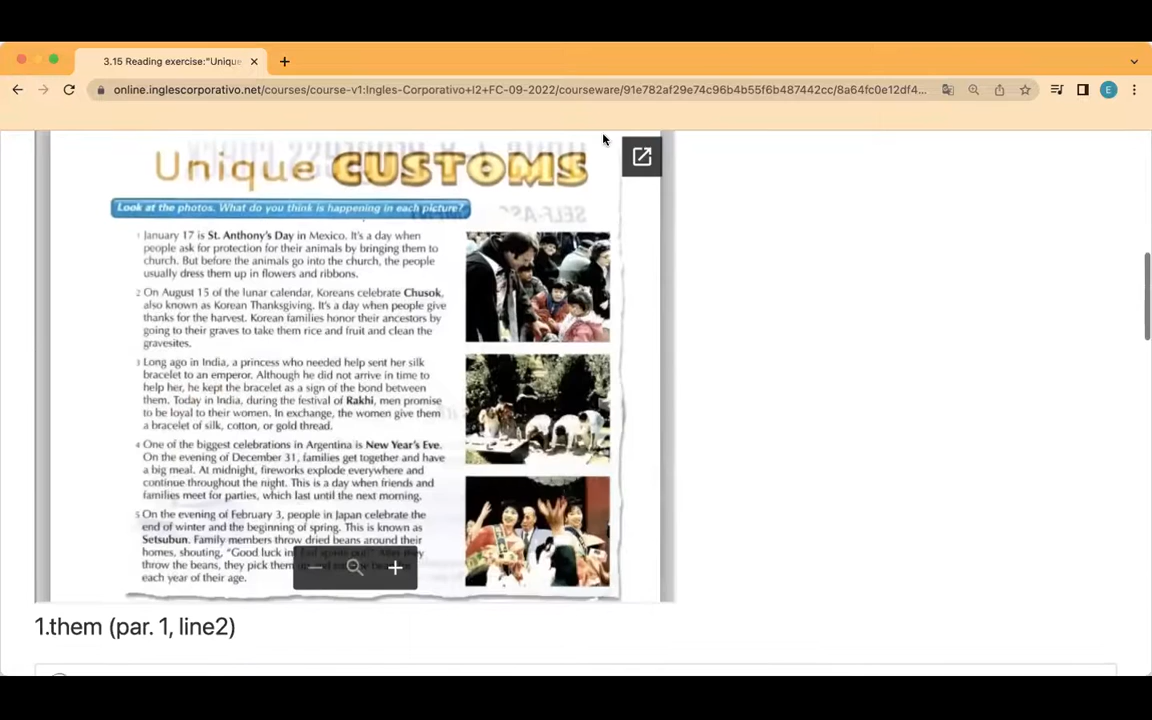 3.15 Reading exercise:"Unique
online.inglescorporativo.net/courses/course-v1:Ingles-Corporativo+I2+FC-09-2022/courseware/91e782af29e74c96b4b55f6b487442cc/8a64fc0e12df4...
E
Unique CUSTOMS
Look at the photos. What do you think is happening in each picture?
SELF-ASS
1 January 17 is St. Anthony's Day in Mexico. It's a day when
people ask for protection for their animals by bringing them to
church. But before the animals go into the church, the people
usually dress them up in flowers and ribbons.
2 On August 15 of the lunar calendar, Koreans celebrate Chusok,
also known as Korean Thanksgiving. It's a day when people give
thanks for the harvest. Korean families honor their ancestors by
going to their graves to take them rice and fruit and clean the
gravesites.
3 Long ago in India, a princess who needed help sent her silk
bracelet to an emperor. Although he did not arrive in time to
help her, he kept the bracelet as a sign of the bond between
them. Today in India, during the festival of Rakhi, men promise
to be loyal to their women. In exchange, the women give them
a bracelet of silk, cotton, or gold thread.
4 One of the biggest celebrations in Argentina is New Year's Eve.
On the evening of December 31, families get together and have
a big meal. At midnight, fireworks explode everywhere and
continue throughout the night. This is a day when friends and
families meet for parties, which last until the next morning.
5 On the evening of February 3, people in Japan celebrate the
end of winter and the beginning of spring. This is known as
Setsubun. Family members throw dried beans around their
homes, shouting, "Good luck in
throw the beans, they pick them
each year of their age.
1.them (par. 1, line2)